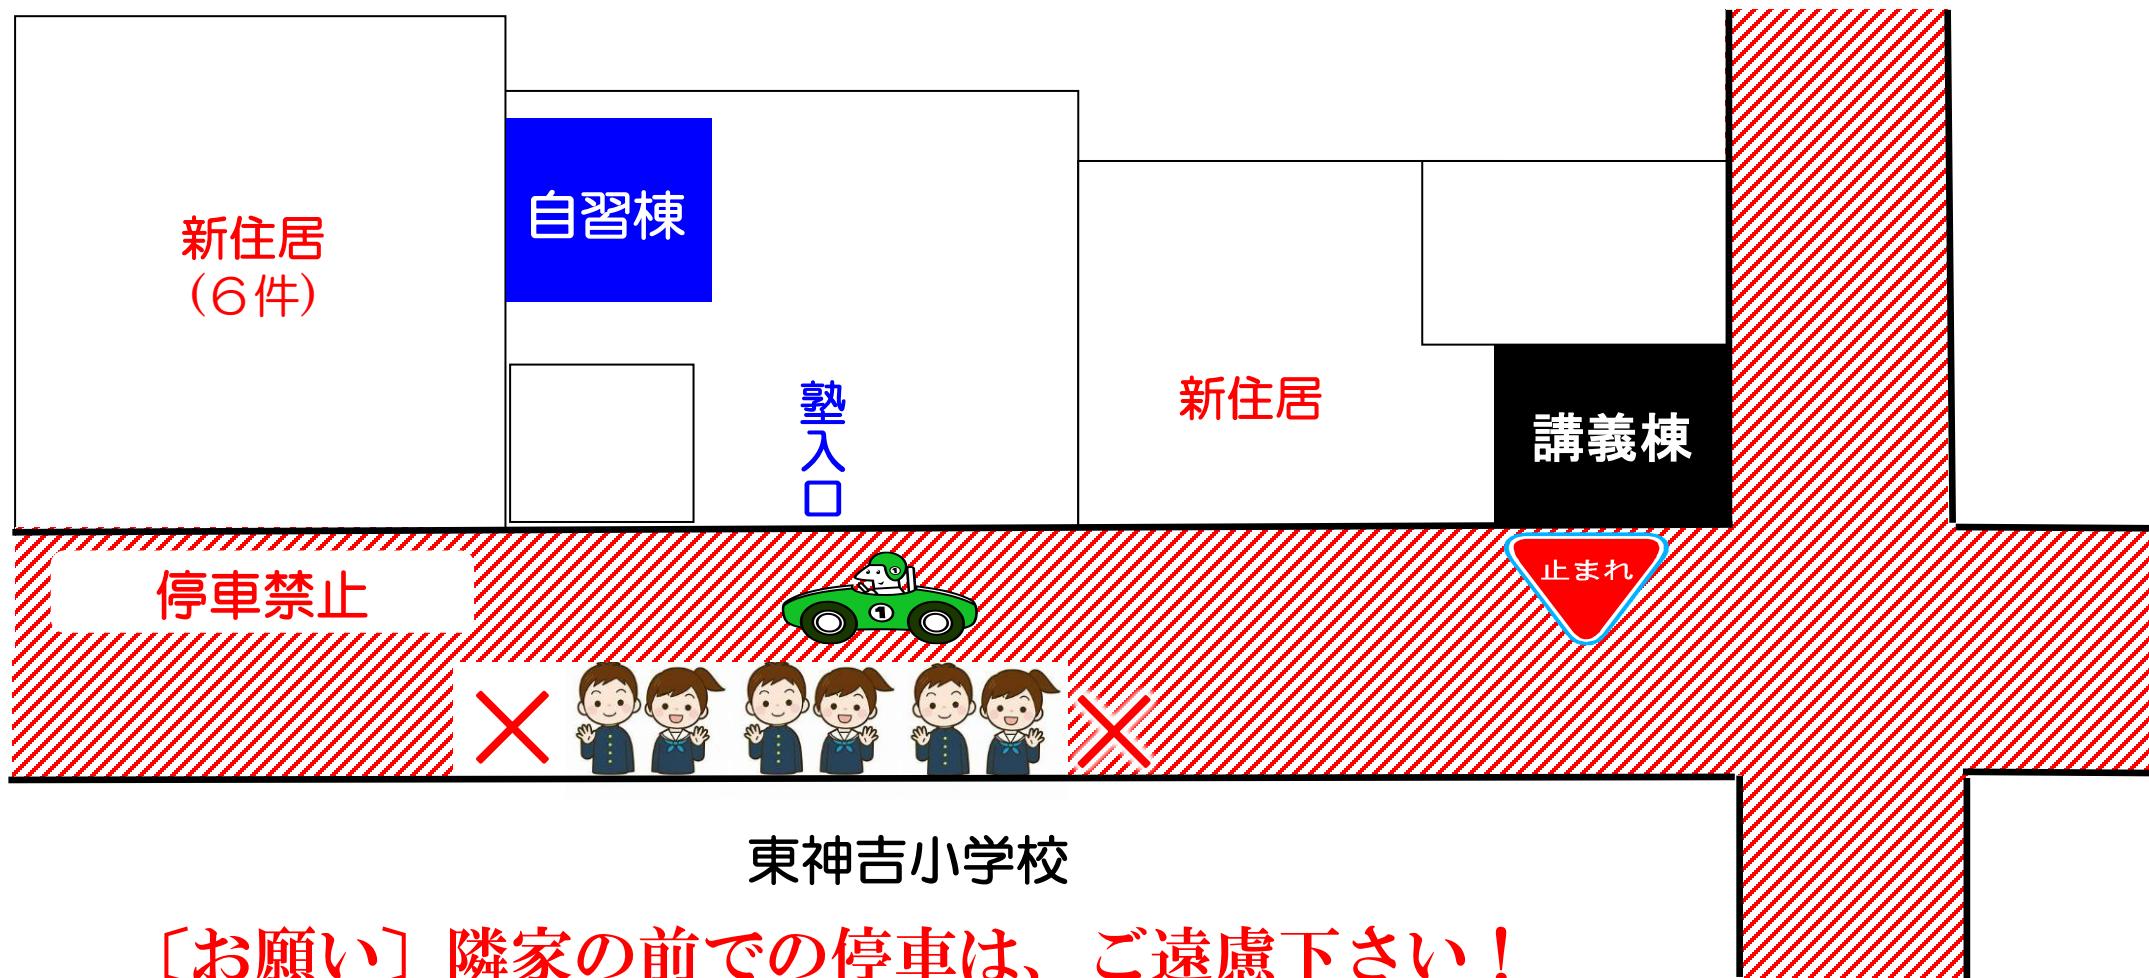 自習棟
新住居
(６件)
塾入口
新住居
講義棟
停車禁止
止まれ
1
1
東神吉小学校
〔お願い〕隣家の前での停車は、ご遠慮下さい！